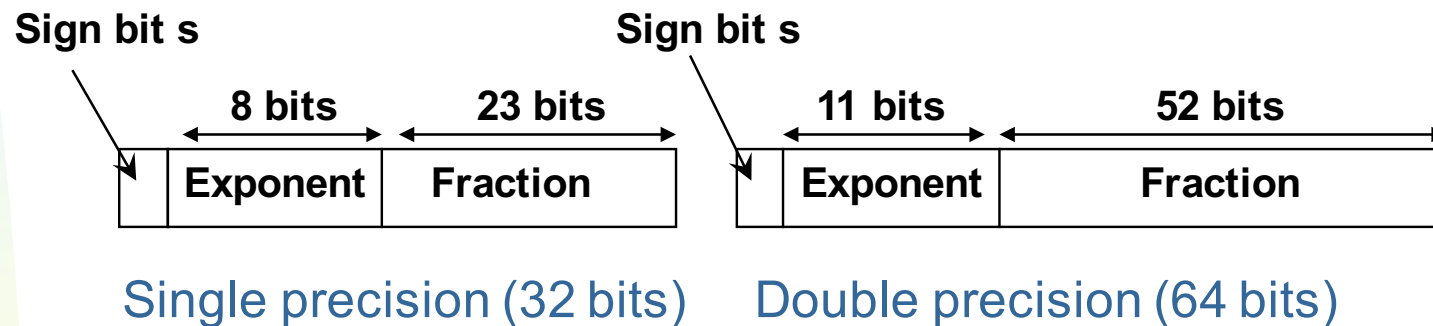 Sign bit s Sign bit s
8 bits 23 bits 11 bits 52 bits
Exponent Fraction Exponent Fraction
Single precision (32 bits) Double precision (64 bits)